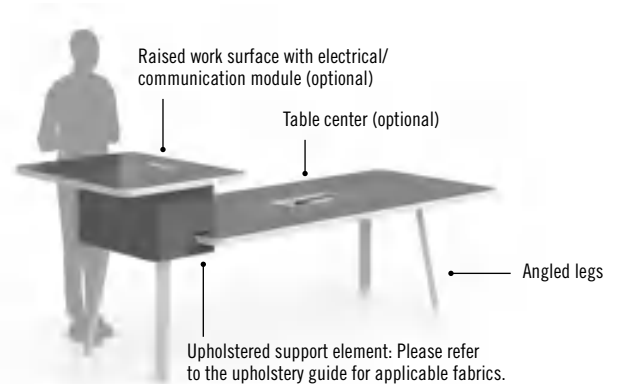 Raised work surface with electrical/
communication module (optional)
Table center (optional)
Angled legs
Upholstered support element: Please refer
to the upholstery guide for applicable fabrics.